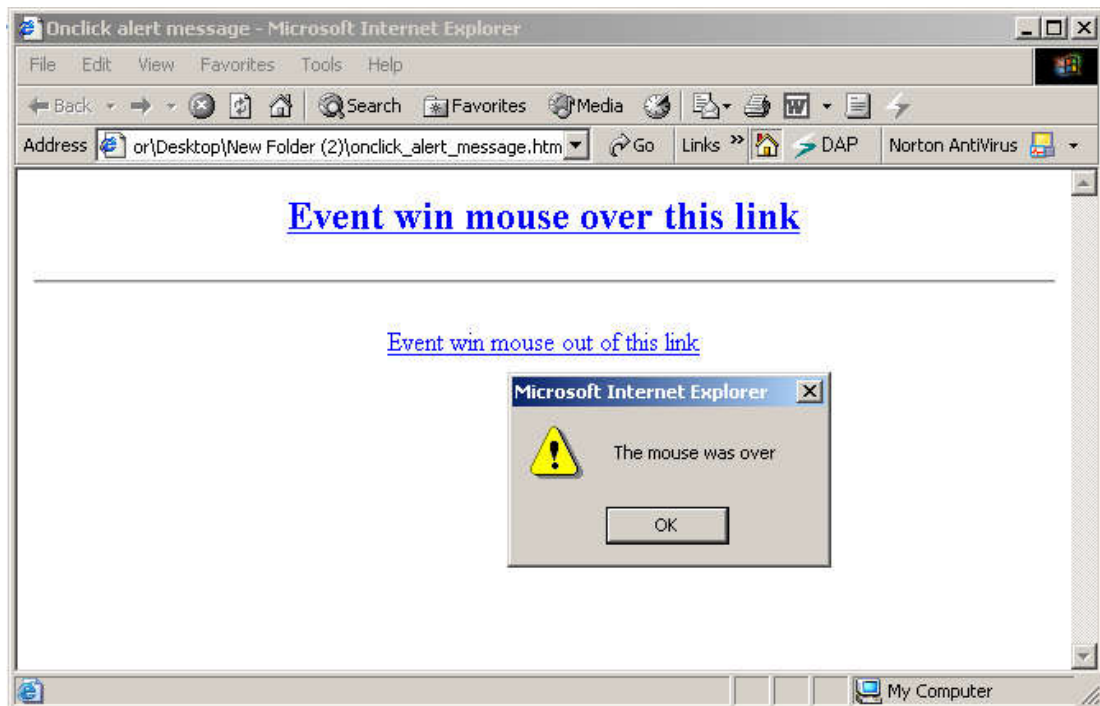 Onclick alert message - Microsoft Internet Explorer
File Edit View Favorites Tools Help
Back Search Favorites Media
Address or\Desktop\New Folder (2)\onclick_alert_message.htm Go Links » DAP Norton AntiVirus
Event win mouse over this link
Event win mouse out of this link
Microsoft Internet Explorer
The mouse was over
OK
My Computer